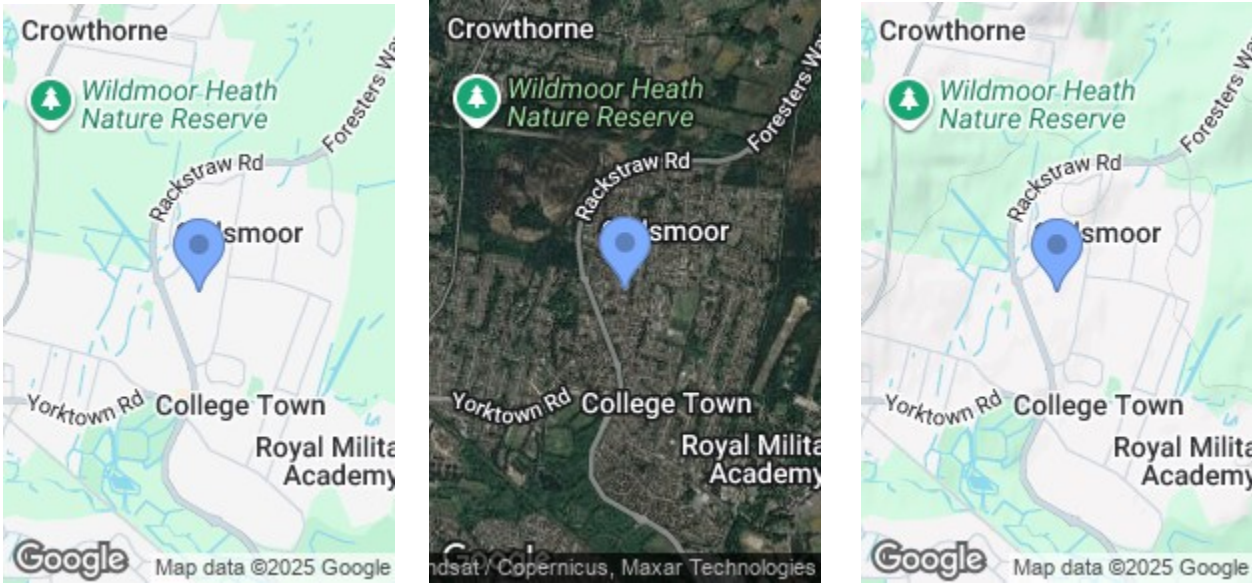 Crowthorne
Wildmoor Heath
Nature Reserve
Foresters Wa
Rackstraw Rd
smoor
Yorktown Rd
College Town
Royal Milita
Academy
Google
Map data ©2025 Google
Crowthorne
Wildmoor Heath
Nature Reserve
Foresters Wa
Rackstraw Rd
smoor
Yorktown Rd
College Town
Royal Milita
Academy
Google
ndsat / Copernicus, Maxar Technologies
Crowthorne
Wildmoor Heath
Nature Reserve
Foresters Wa
Rackstraw Rd
smoor
Yorktown Rd
College Town
Royal Milita
Academy
Google
Map data ©2025 Google